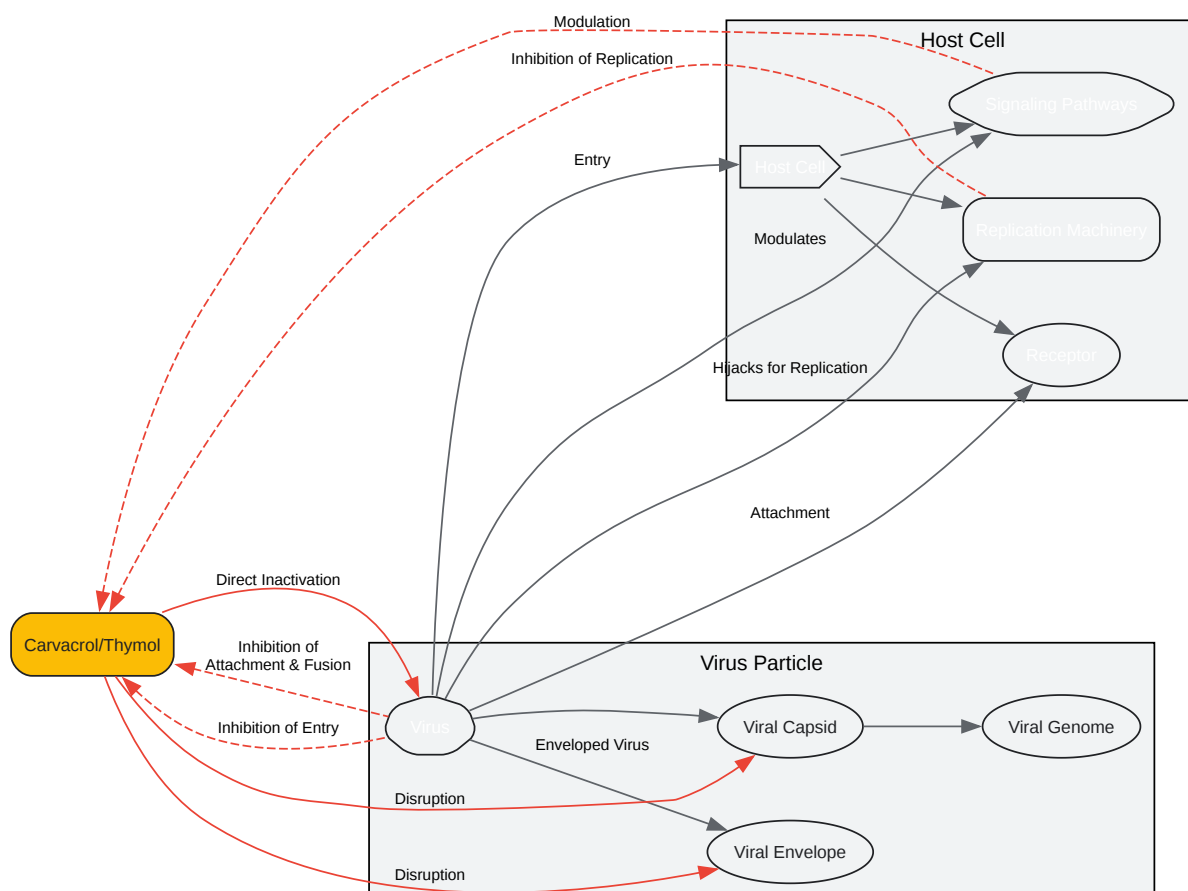 Modulation
Host Cell
Inhibition of Replication
Signaling Pathways
Entry
Host Cell
Replication Machinery
Modulates
Receptor
Hijacks for Replication
Attachment
Direct Inactivation
Carvacrol/Thymol
Inhibition of
Attachment & Fusion
Virus Particle
Inhibition of Entry
Virus
Viral Capsid
Viral Genome
Enveloped Virus
Disruption
Viral Envelope
Disruption